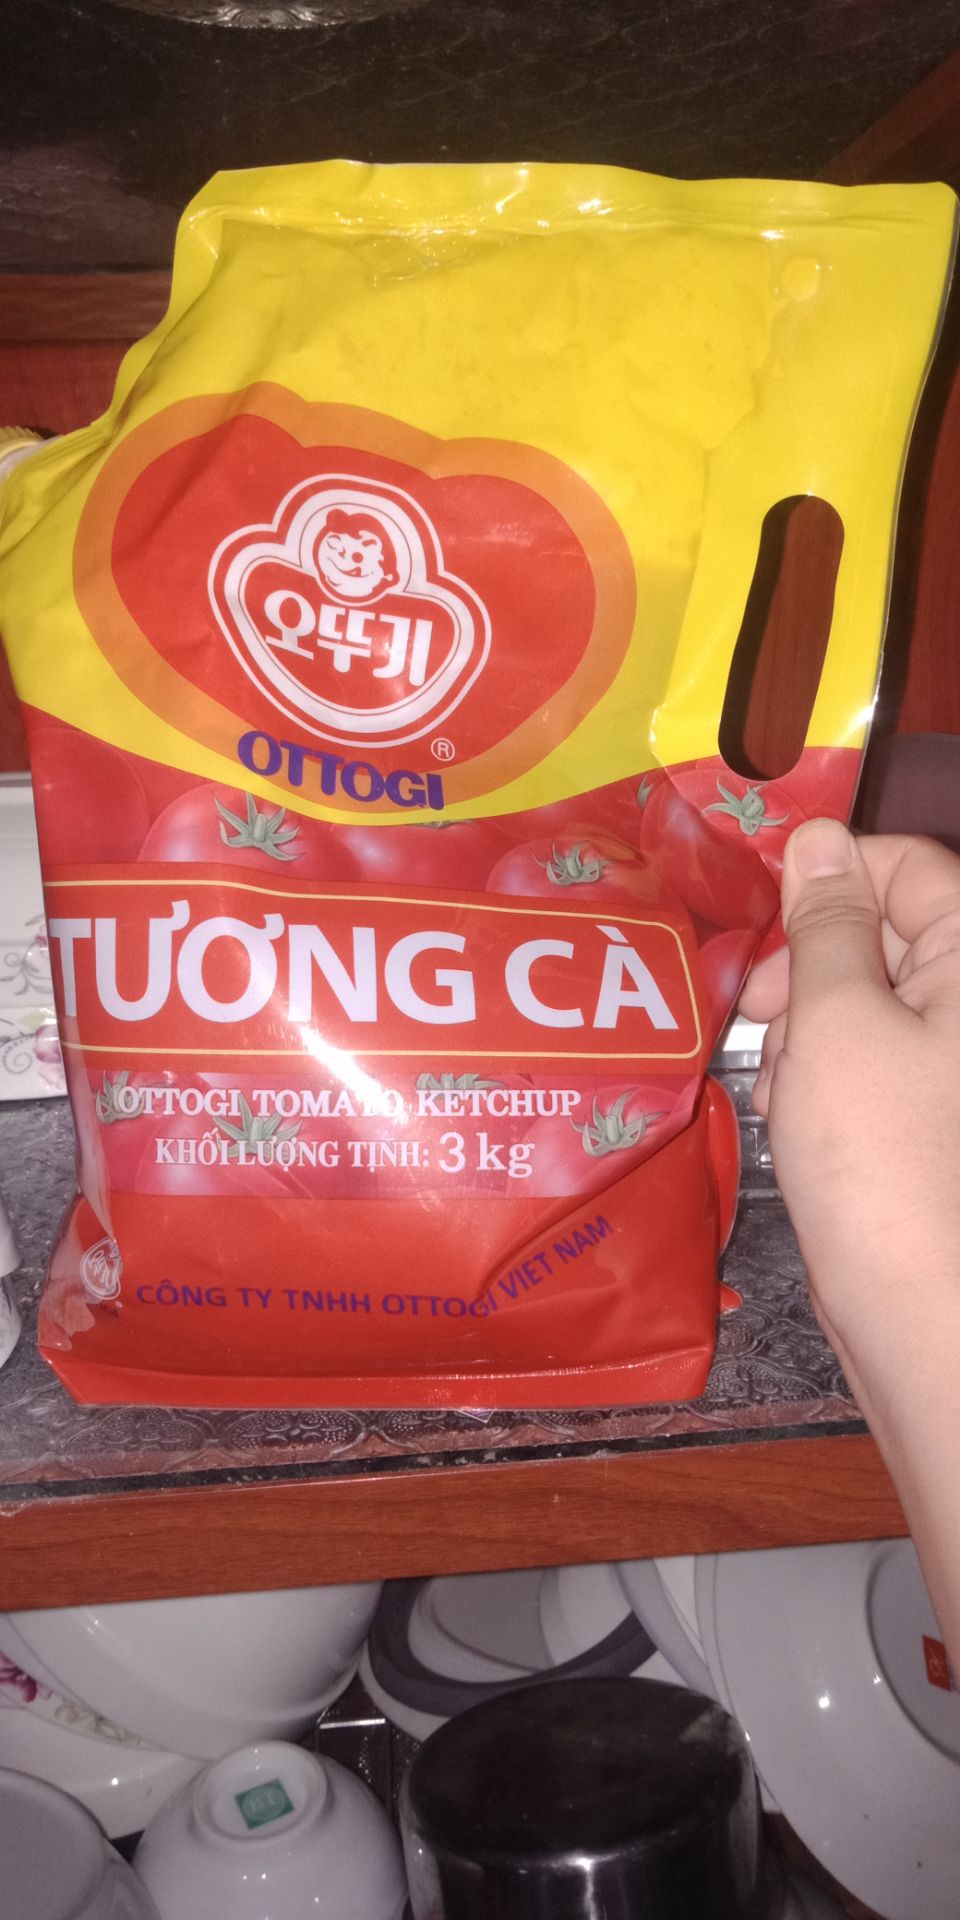 오뚜기
®
OTTOGI
TƯƠNG CÀ
OTTOGI TOMATO KETCHUP
KHỐI LƯỢNG TỊNH: 3 kg
CÔNG TY TNHH OTTOGI VIET NAM